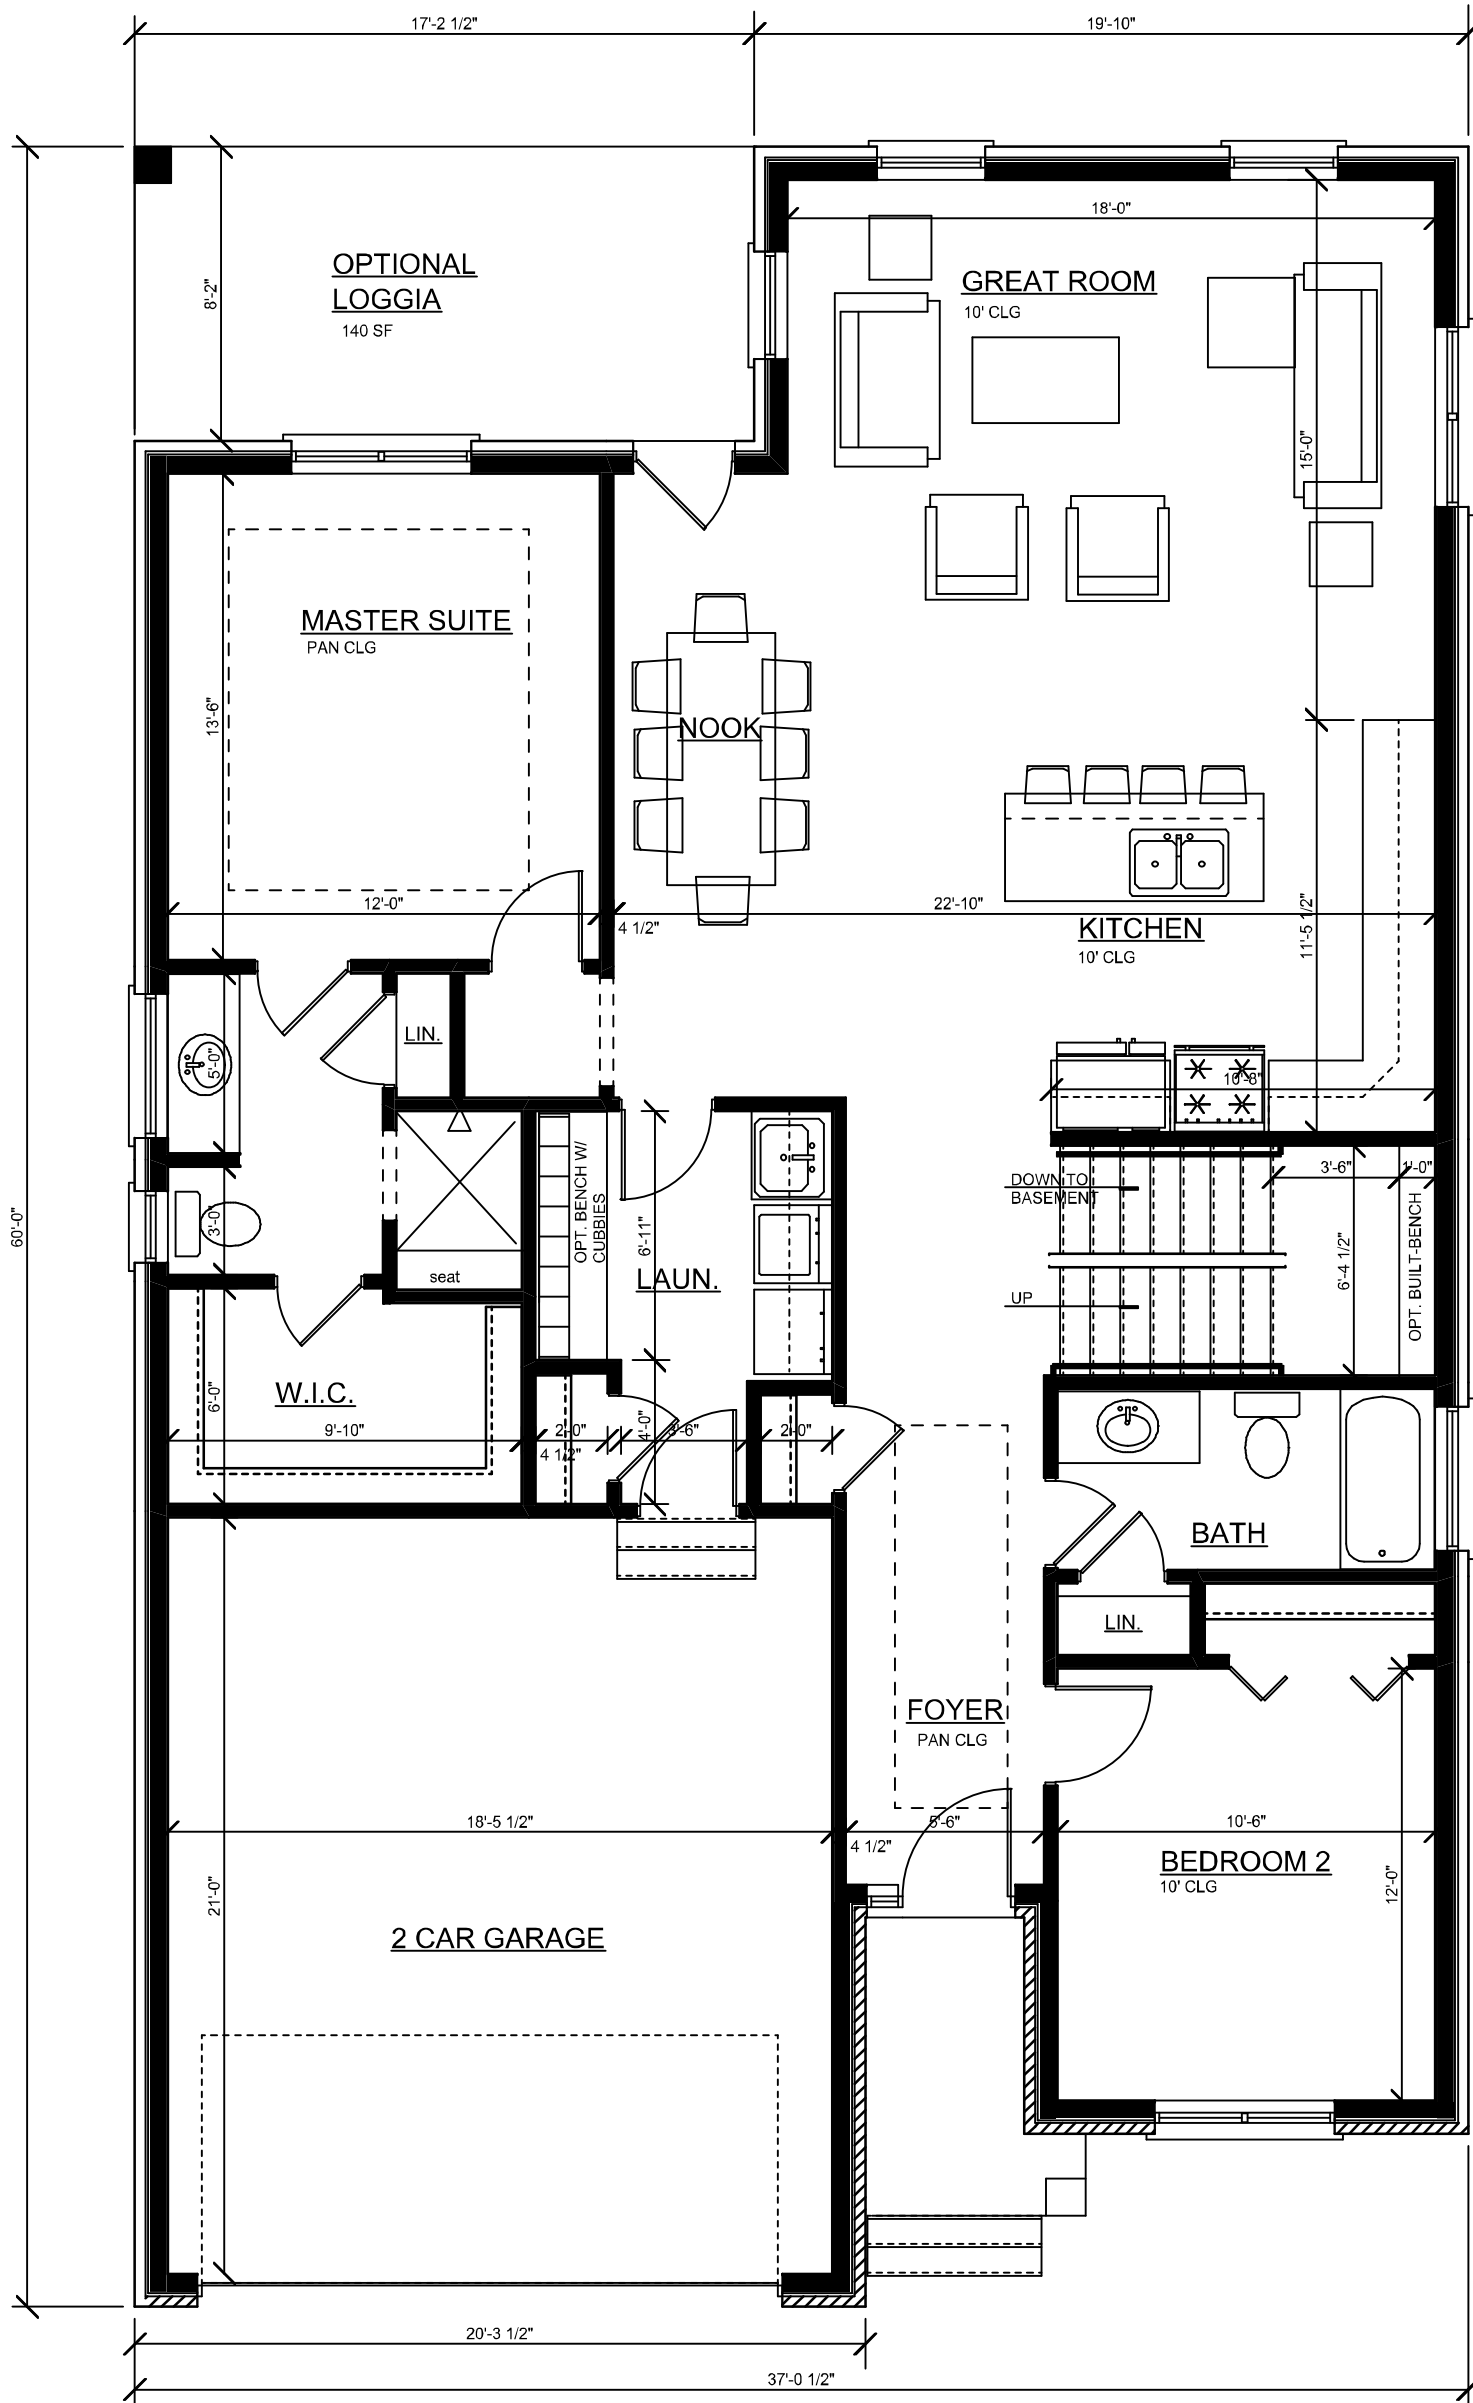 17'-2 1/2"
19'-10"
18'-0"
OPTIONAL
LOGGIA
140 SF
8'-2"
GREAT ROOM
10' CLG
15'-0"
MASTER SUITE
PAN CLG
13'-6"
NOOK
12'-0"
4 1/2"
22'-10"
KITCHEN
10' CLG
11'-5 1/2"
LIN.
5'-0"
10'-8"
60'-0"
3'-0"
OPT. BENCH W/
CUBBIES
6'-11"
LAUN.
seat
DOWN TO
BASEMENT
UP
3'-6"
1'-0"
6'-4 1/2"
OPT. BUILT-BENCH
W.I.C.
6'-0"
9'-10"
2'-0"
4 1/2"
4'-0"
3'-6"
2'-0"
BATH
LIN.
FOYER
PAN CLG
18'-5 1/2"
5'-6"
4 1/2"
10'-6"
BEDROOM 2
10' CLG
12'-0"
21'-0"
2 CAR GARAGE
20'-3 1/2"
37'-0 1/2"